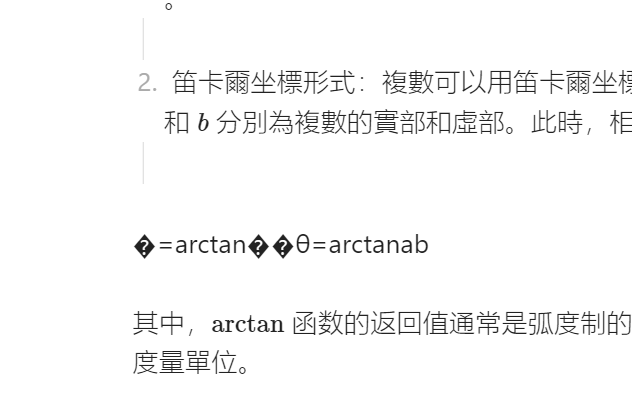 。
2. 笛卡爾坐標形式：複數可以用笛卡爾坐標
和 b 分別為複數的實部和虛部。此時，相
�=arctan��θ=arctanab
其中，arctan 函数的返回值通常是弧度制的
度量單位。